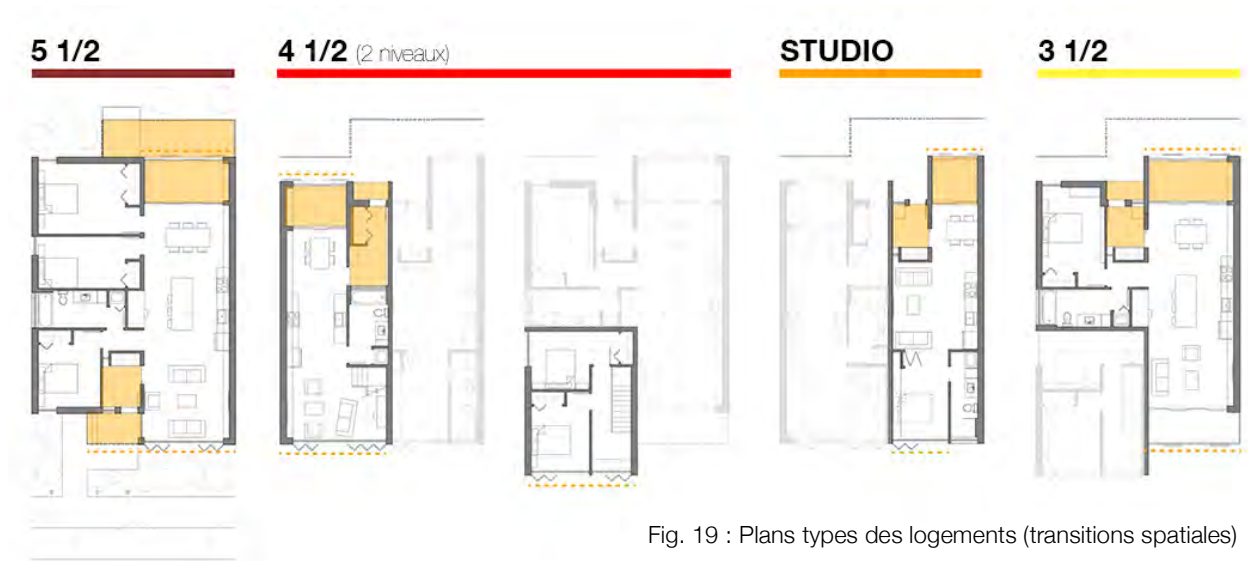 5 1/2
4 1/2 (2 niveaux)
STUDIO
3 1/2
Fig. 19 : Plans types des logements (transitions spatiales)